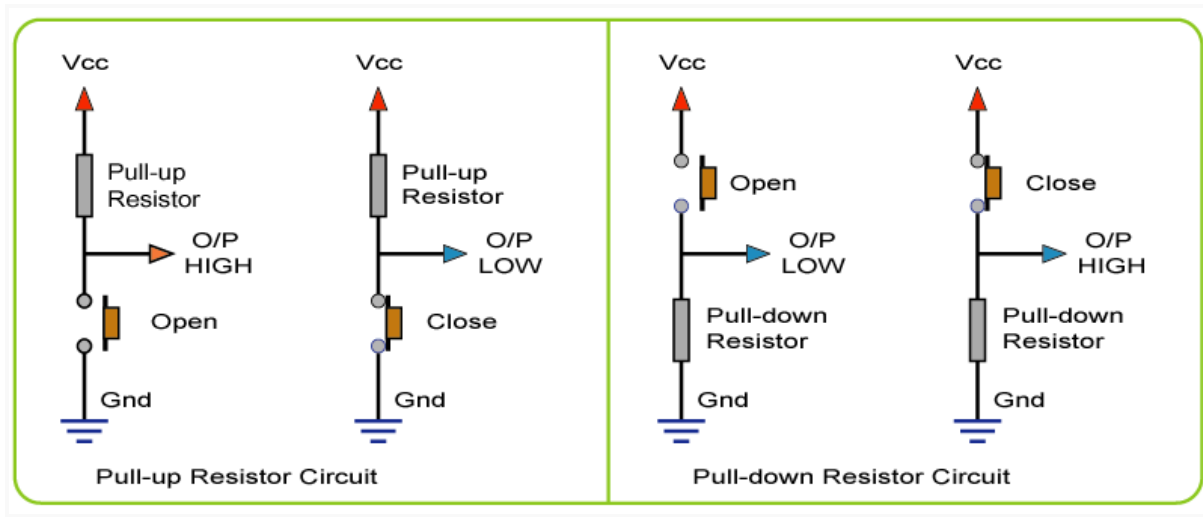 Vcc
Pull-up
Resistor
O/P
HIGH
Open
Gnd
Vcc
Pull-up
Resistor
O/P
LOW
Close
Gnd
Pull-up Resistor Circuit
Vcc
Open
O/P
LOW
Pull-down
Resistor
Gnd
Vcc
Close
O/P
HIGH
Pull-down
Resistor
Gnd
Pull-down Resistor Circuit